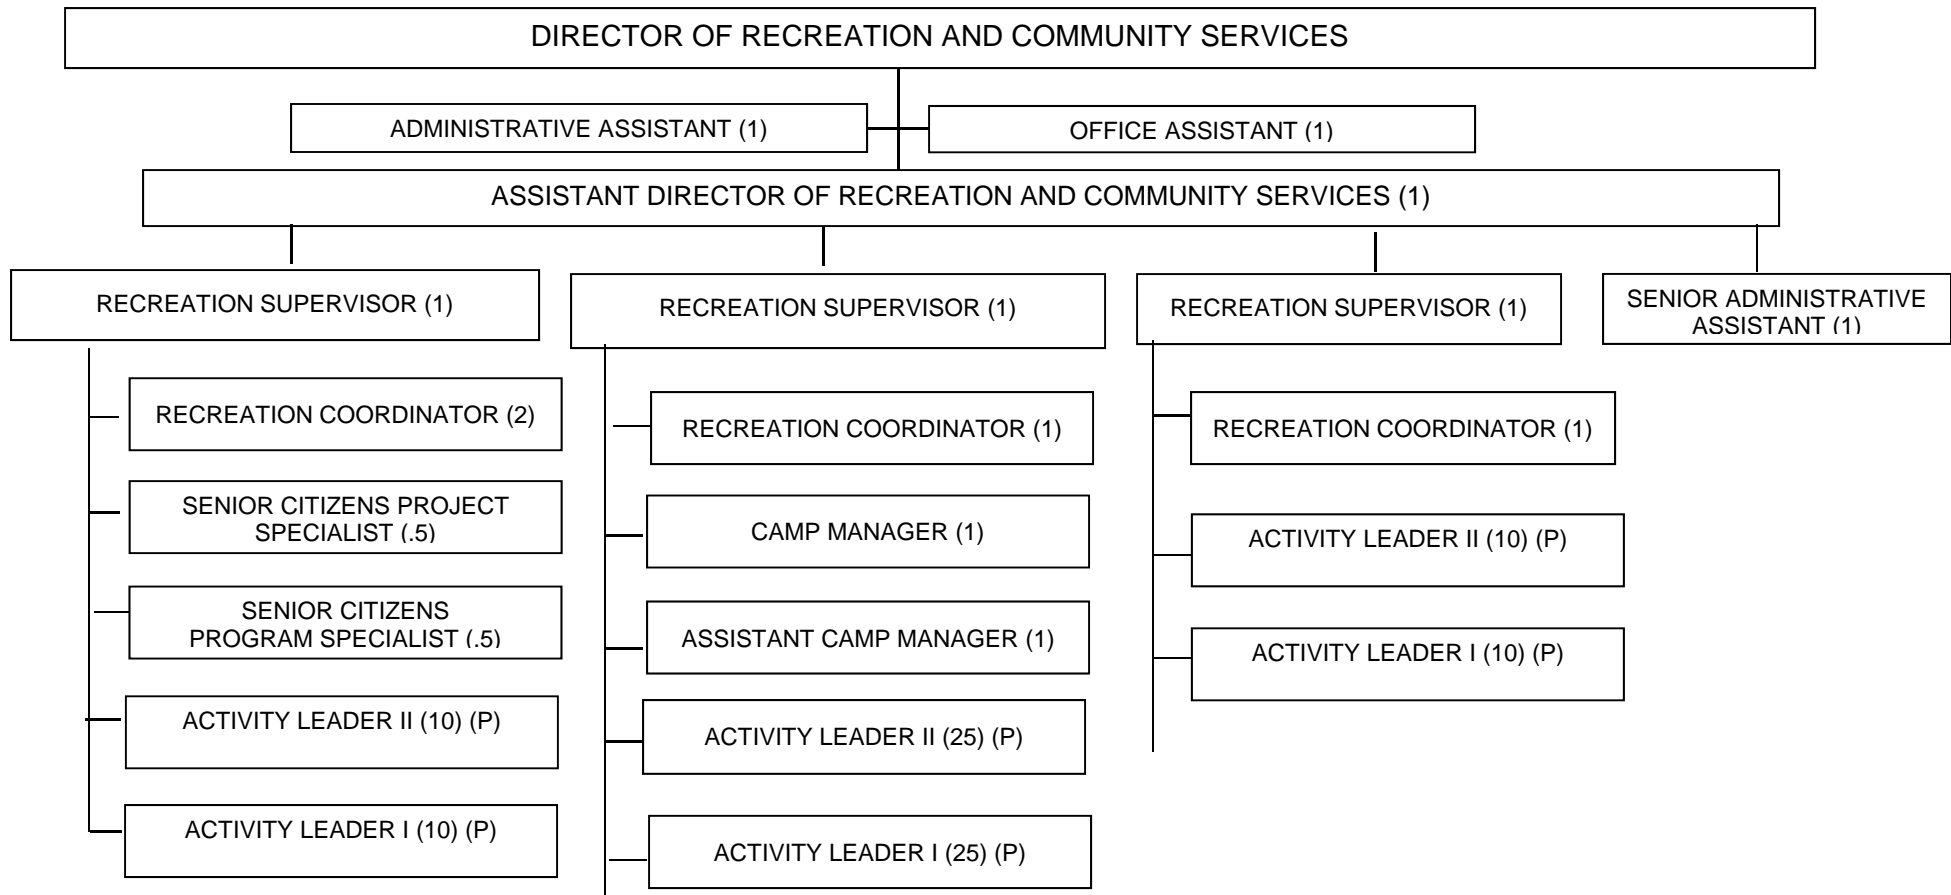 DIRECTOR OF RECREATION AND COMMUNITY SERVICES
ADMINISTRATIVE ASSISTANT (1)
OFFICE ASSISTANT (1)
ASSISTANT DIRECTOR OF RECREATION AND COMMUNITY SERVICES (1)
RECREATION SUPERVISOR (1)
RECREATION COORDINATOR (2)
SENIOR CITIZENS PROJECT
SPECIALIST (.5)
SENIOR CITIZENS
PROGRAM SPECIALIST (.5)
ACTIVITY LEADER II (10) (P)
ACTIVITY LEADER I (10) (P)
RECREATION SUPERVISOR (1)
RECREATION COORDINATOR (1)
CAMP MANAGER (1)
ASSISTANT CAMP MANAGER (1)
ACTIVITY LEADER II (25) (P)
ACTIVITY LEADER I (25) (P)
RECREATION SUPERVISOR (1)
RECREATION COORDINATOR (1)
ACTIVITY LEADER II (10) (P)
ACTIVITY LEADER I (10) (P)
SENIOR ADMINISTRATIVE
ASSISTANT (1)